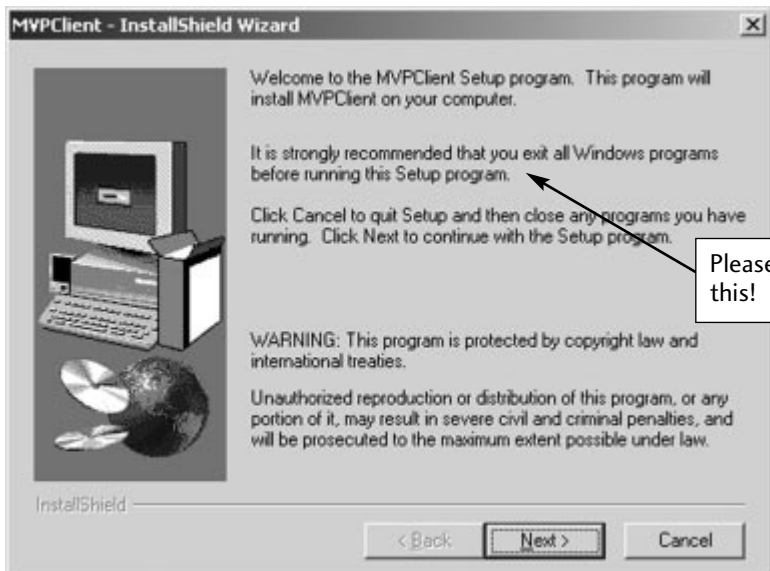 MVPClient - InstallShield Wizard
Welcome to the MVPClient Setup program. This program will
install MVPClient on your computer.
It is strongly recommended that you exit all Windows programs
before running this Setup program.
Click Cancel to quit Setup and then close any programs you have
running. Click Next to continue with the Setup program.
Please
this!
WARNING: This program is protected by copyright law and
international treaties.
Unauthorized reproduction or distribution of this program, or any
portion of it, may result in severe civil and criminal penalties, and
will be prosecuted to the maximum extent possible under law.
InstallShield
< Back
Next >
Cancel